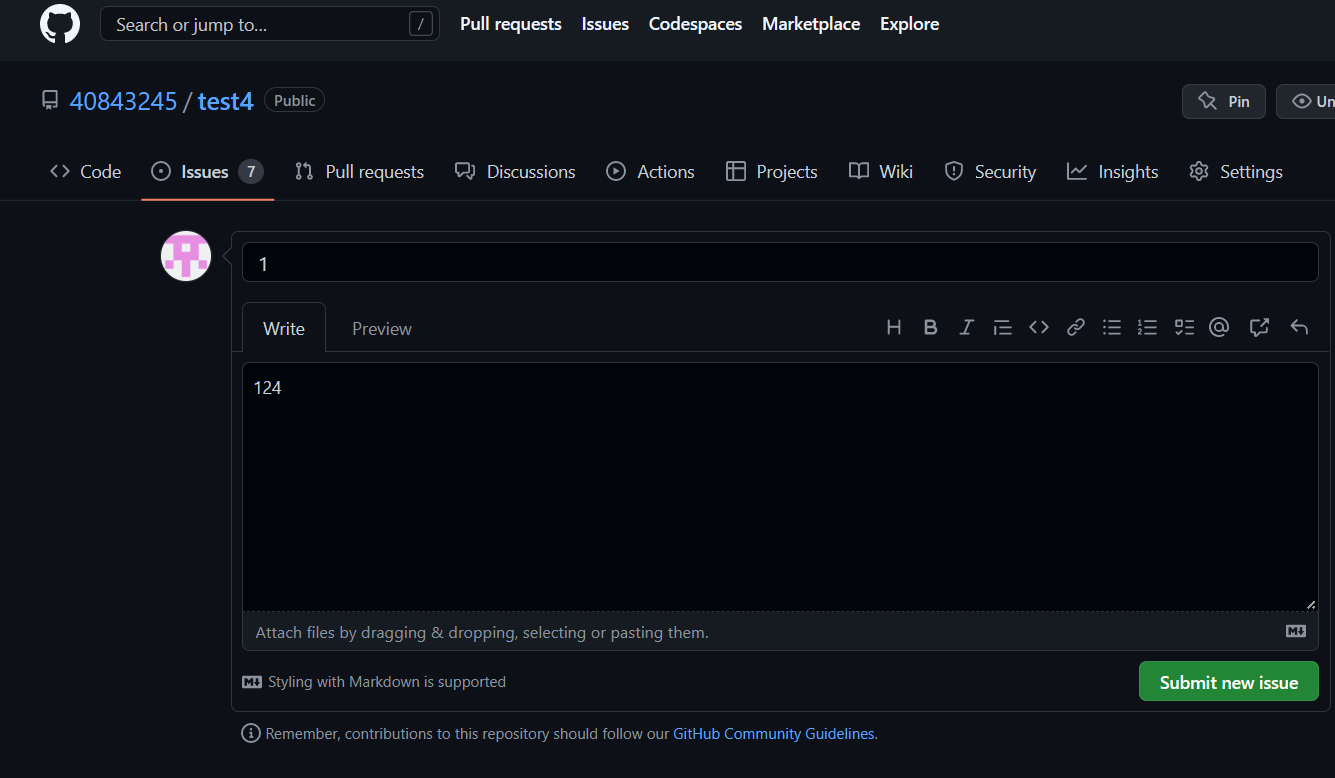 Search or jump to... / Pull requests Issues Codespaces Marketplace Explore
40843245 / test4 Public Pin Un
Code Issues 7 Pull requests Discussions Actions Projects Wiki Security Insights Settings
1
Write Preview H B I @
124
Attach files by dragging & dropping, selecting or pasting them.
Styling with Markdown is supported Submit new issue
Remember, contributions to this repository should follow our GitHub Community Guidelines.